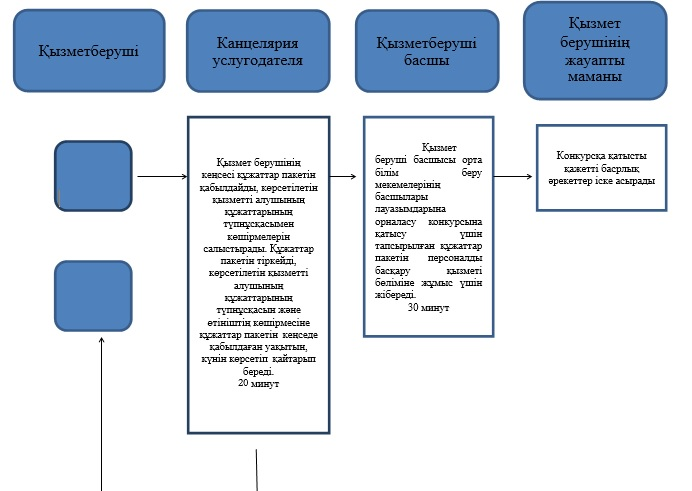 Қызметберуші
Канцелярия
услугодателя
Қызметберуші
басшы
Қызмет
берушінің
жауапты
маманы
Қызмет берушінің
кеңсесі құжаттар пакетін
қабылдайды, көрсетілетін
қызметті алушының
құжаттарының
түпнұсқасымен
көшірмелерін
салыстырады. Құжаттар
пакетін тіркейді,
көрсетілетін қызметті
алушының
құжаттарының
түпнұсқасын және
өтініштің көшірмесіне
құжаттар пакетін кеңседе
қабылдаған уақытын,
күнін көрсетіп қайтарып
береді.
20 минут
Қызмет
беруші басшысы орта
білім беру
мекемелерінің
басшылары
лауазымдарына
орналасу конкурсына
қатысу үшін
тапсырылған құжаттар
пакетін персоналды
басқару қызметі
бөліміне жұмыс үшін
жібереді.
30 минут
Конкурсқа қатысты
қажетті басрлық
әрекеттер іске асырады